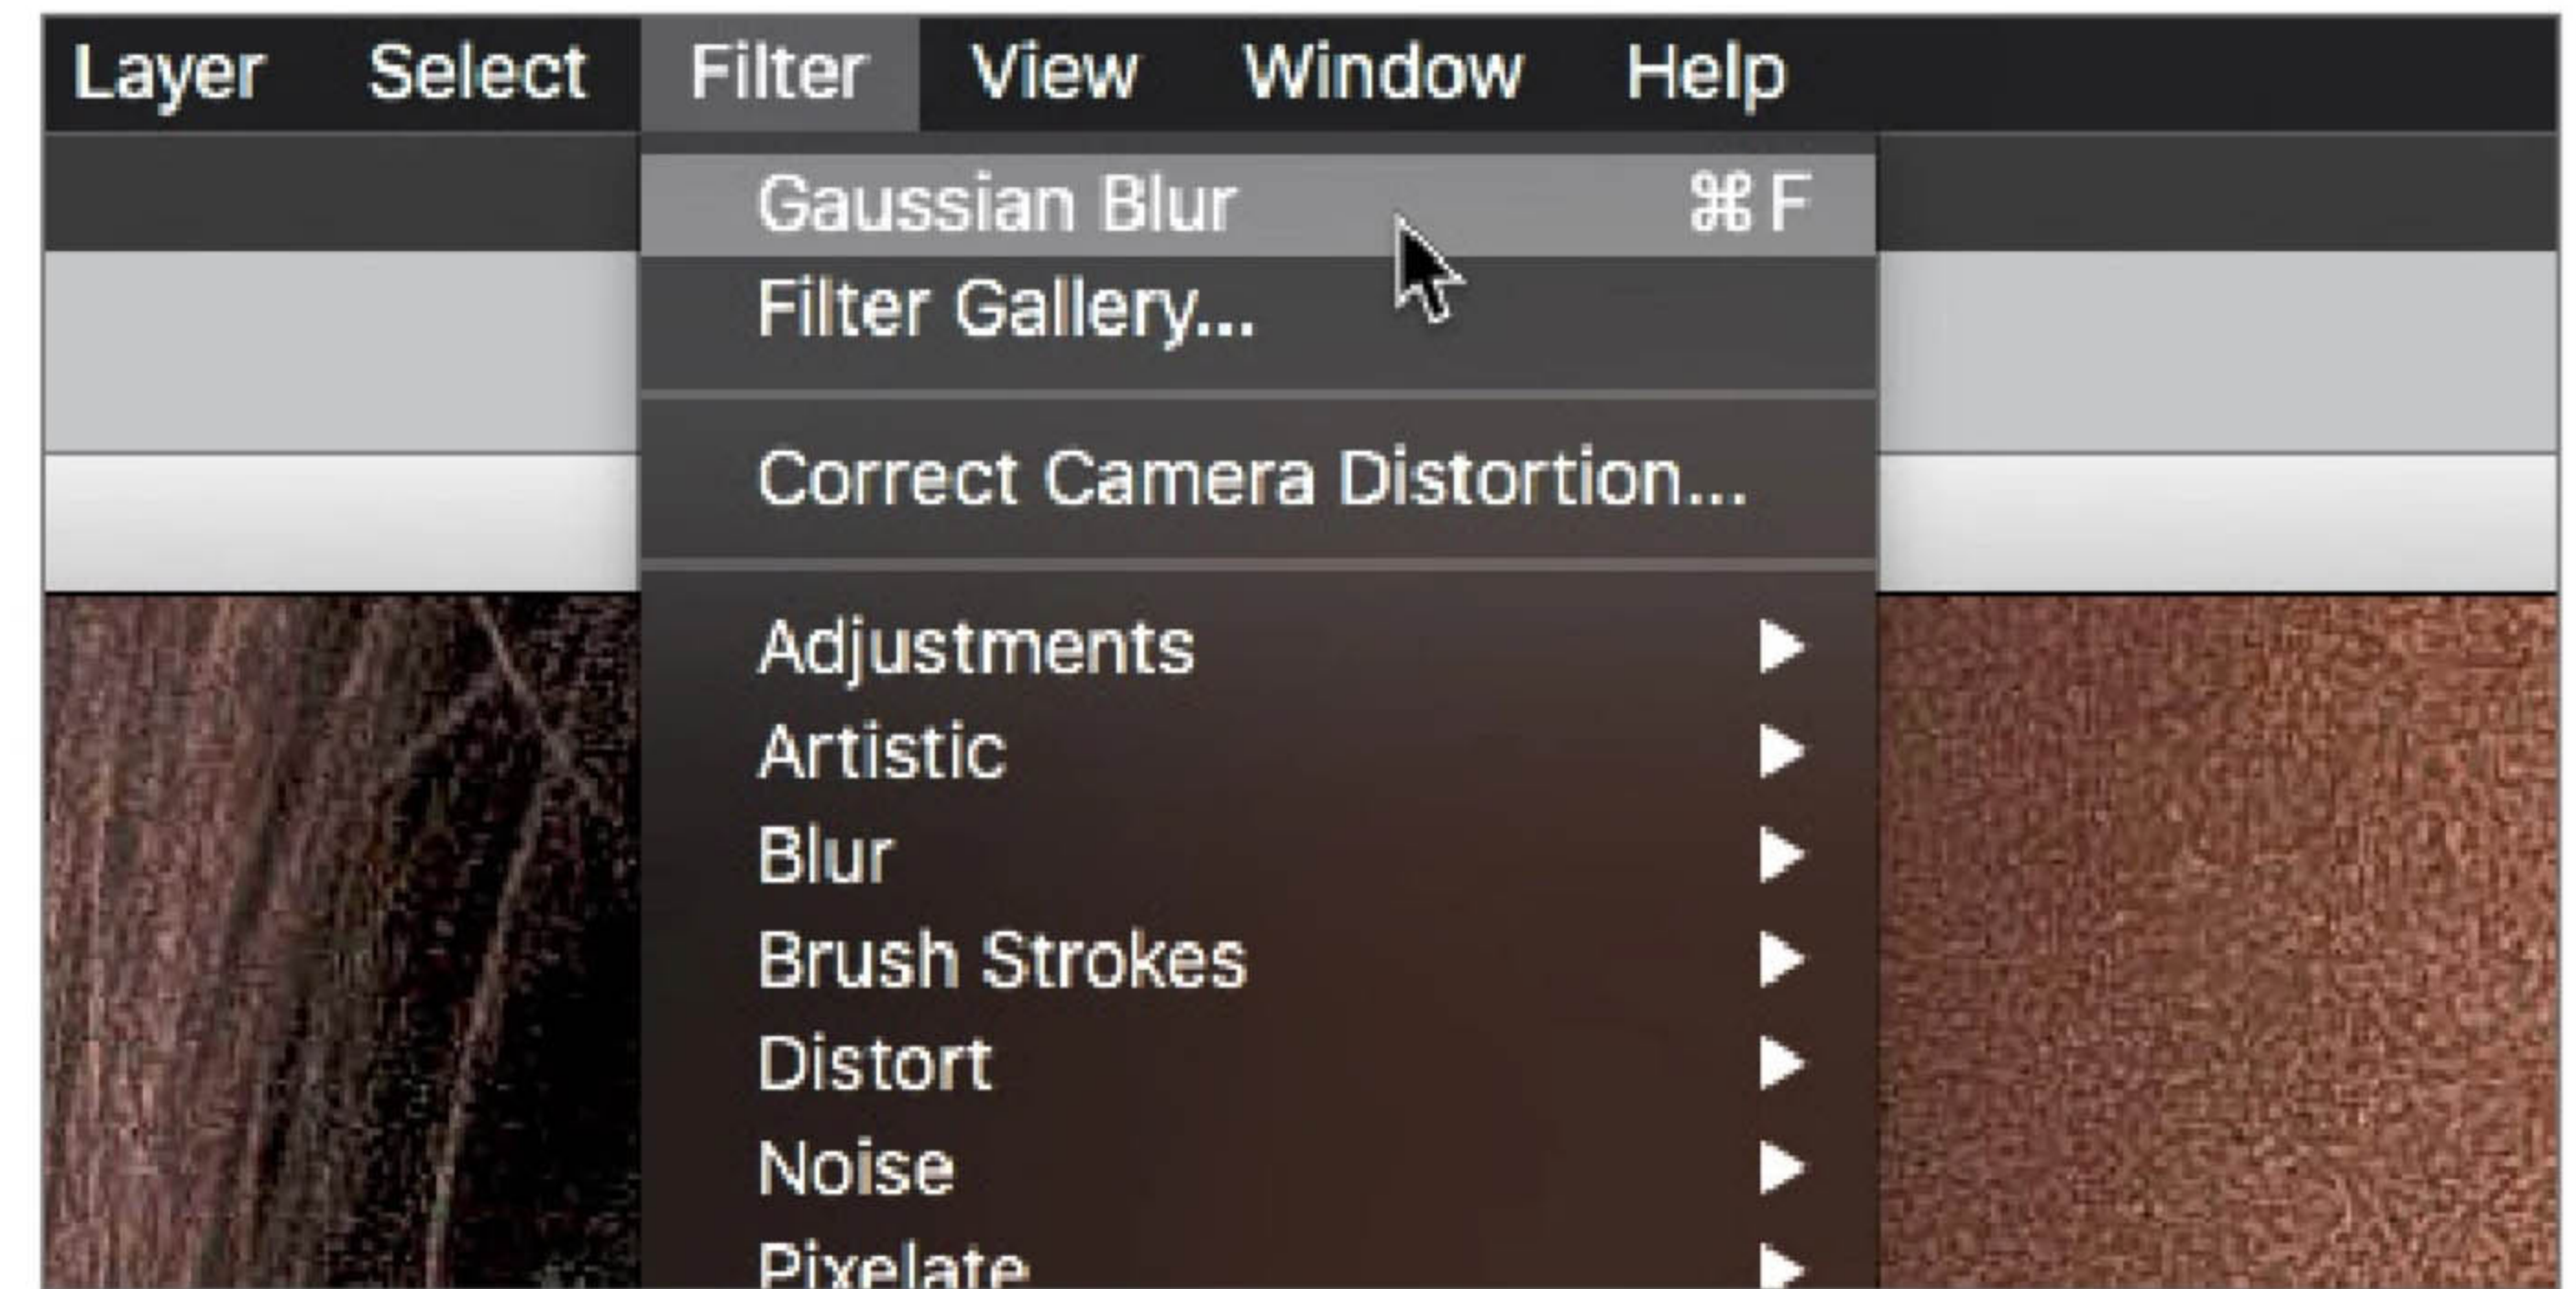 Layer Select Filter View Window Help
Gaussian Blur ⌘F
Filter Gallery...
Correct Camera Distortion...
Adjustments
Artistic
Blur
Brush Strokes
Distort
Noise
Pixelate